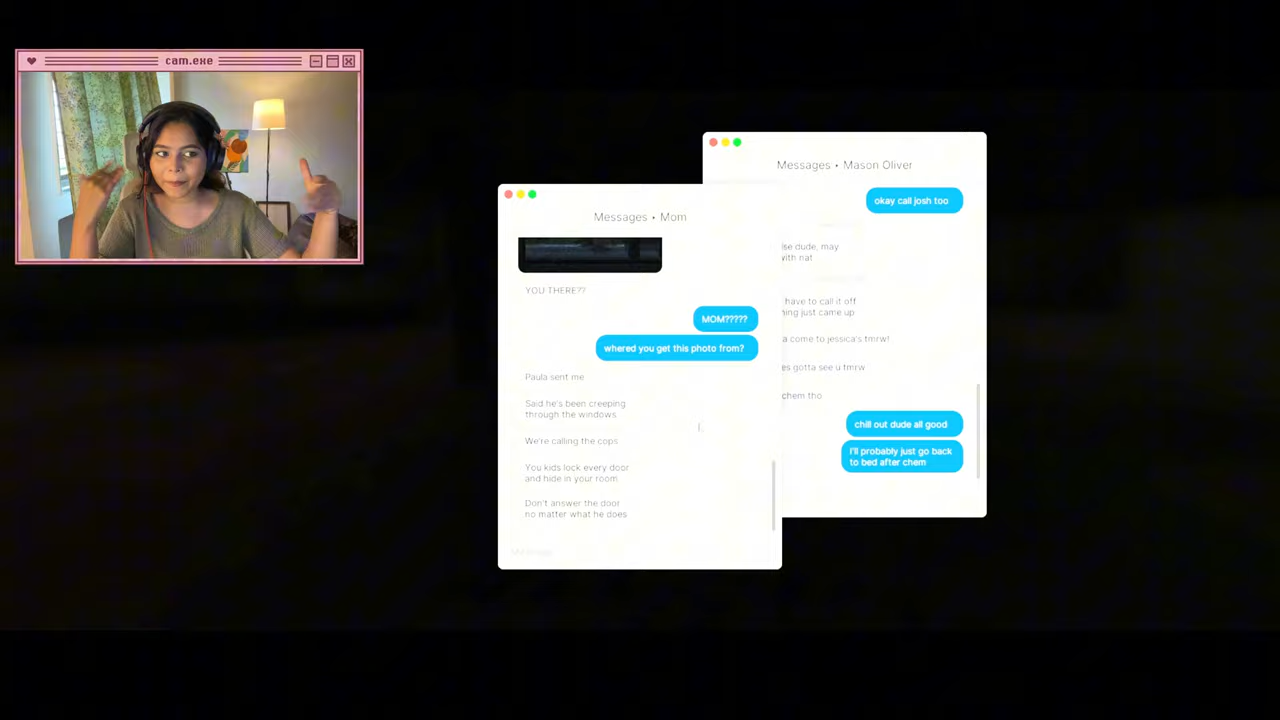 cam.exe
Messages • Mason Oliver
okay call josh too
ise dude, may
with nat
have to call it off
hing just came up
a come to jessica's tmrw!
es gotta see u tmrw
chem tho
chill out dude all good
I'll probably just go back
to bed after chem
Messages • Mom
YOU THERE??
MOM?????
whered you get this photo from?
Paula sent me
Said he's been creeping
through the windows
We're calling the cops
You kids lock every door
and hide in your room
Don't answer the door
no matter what he does